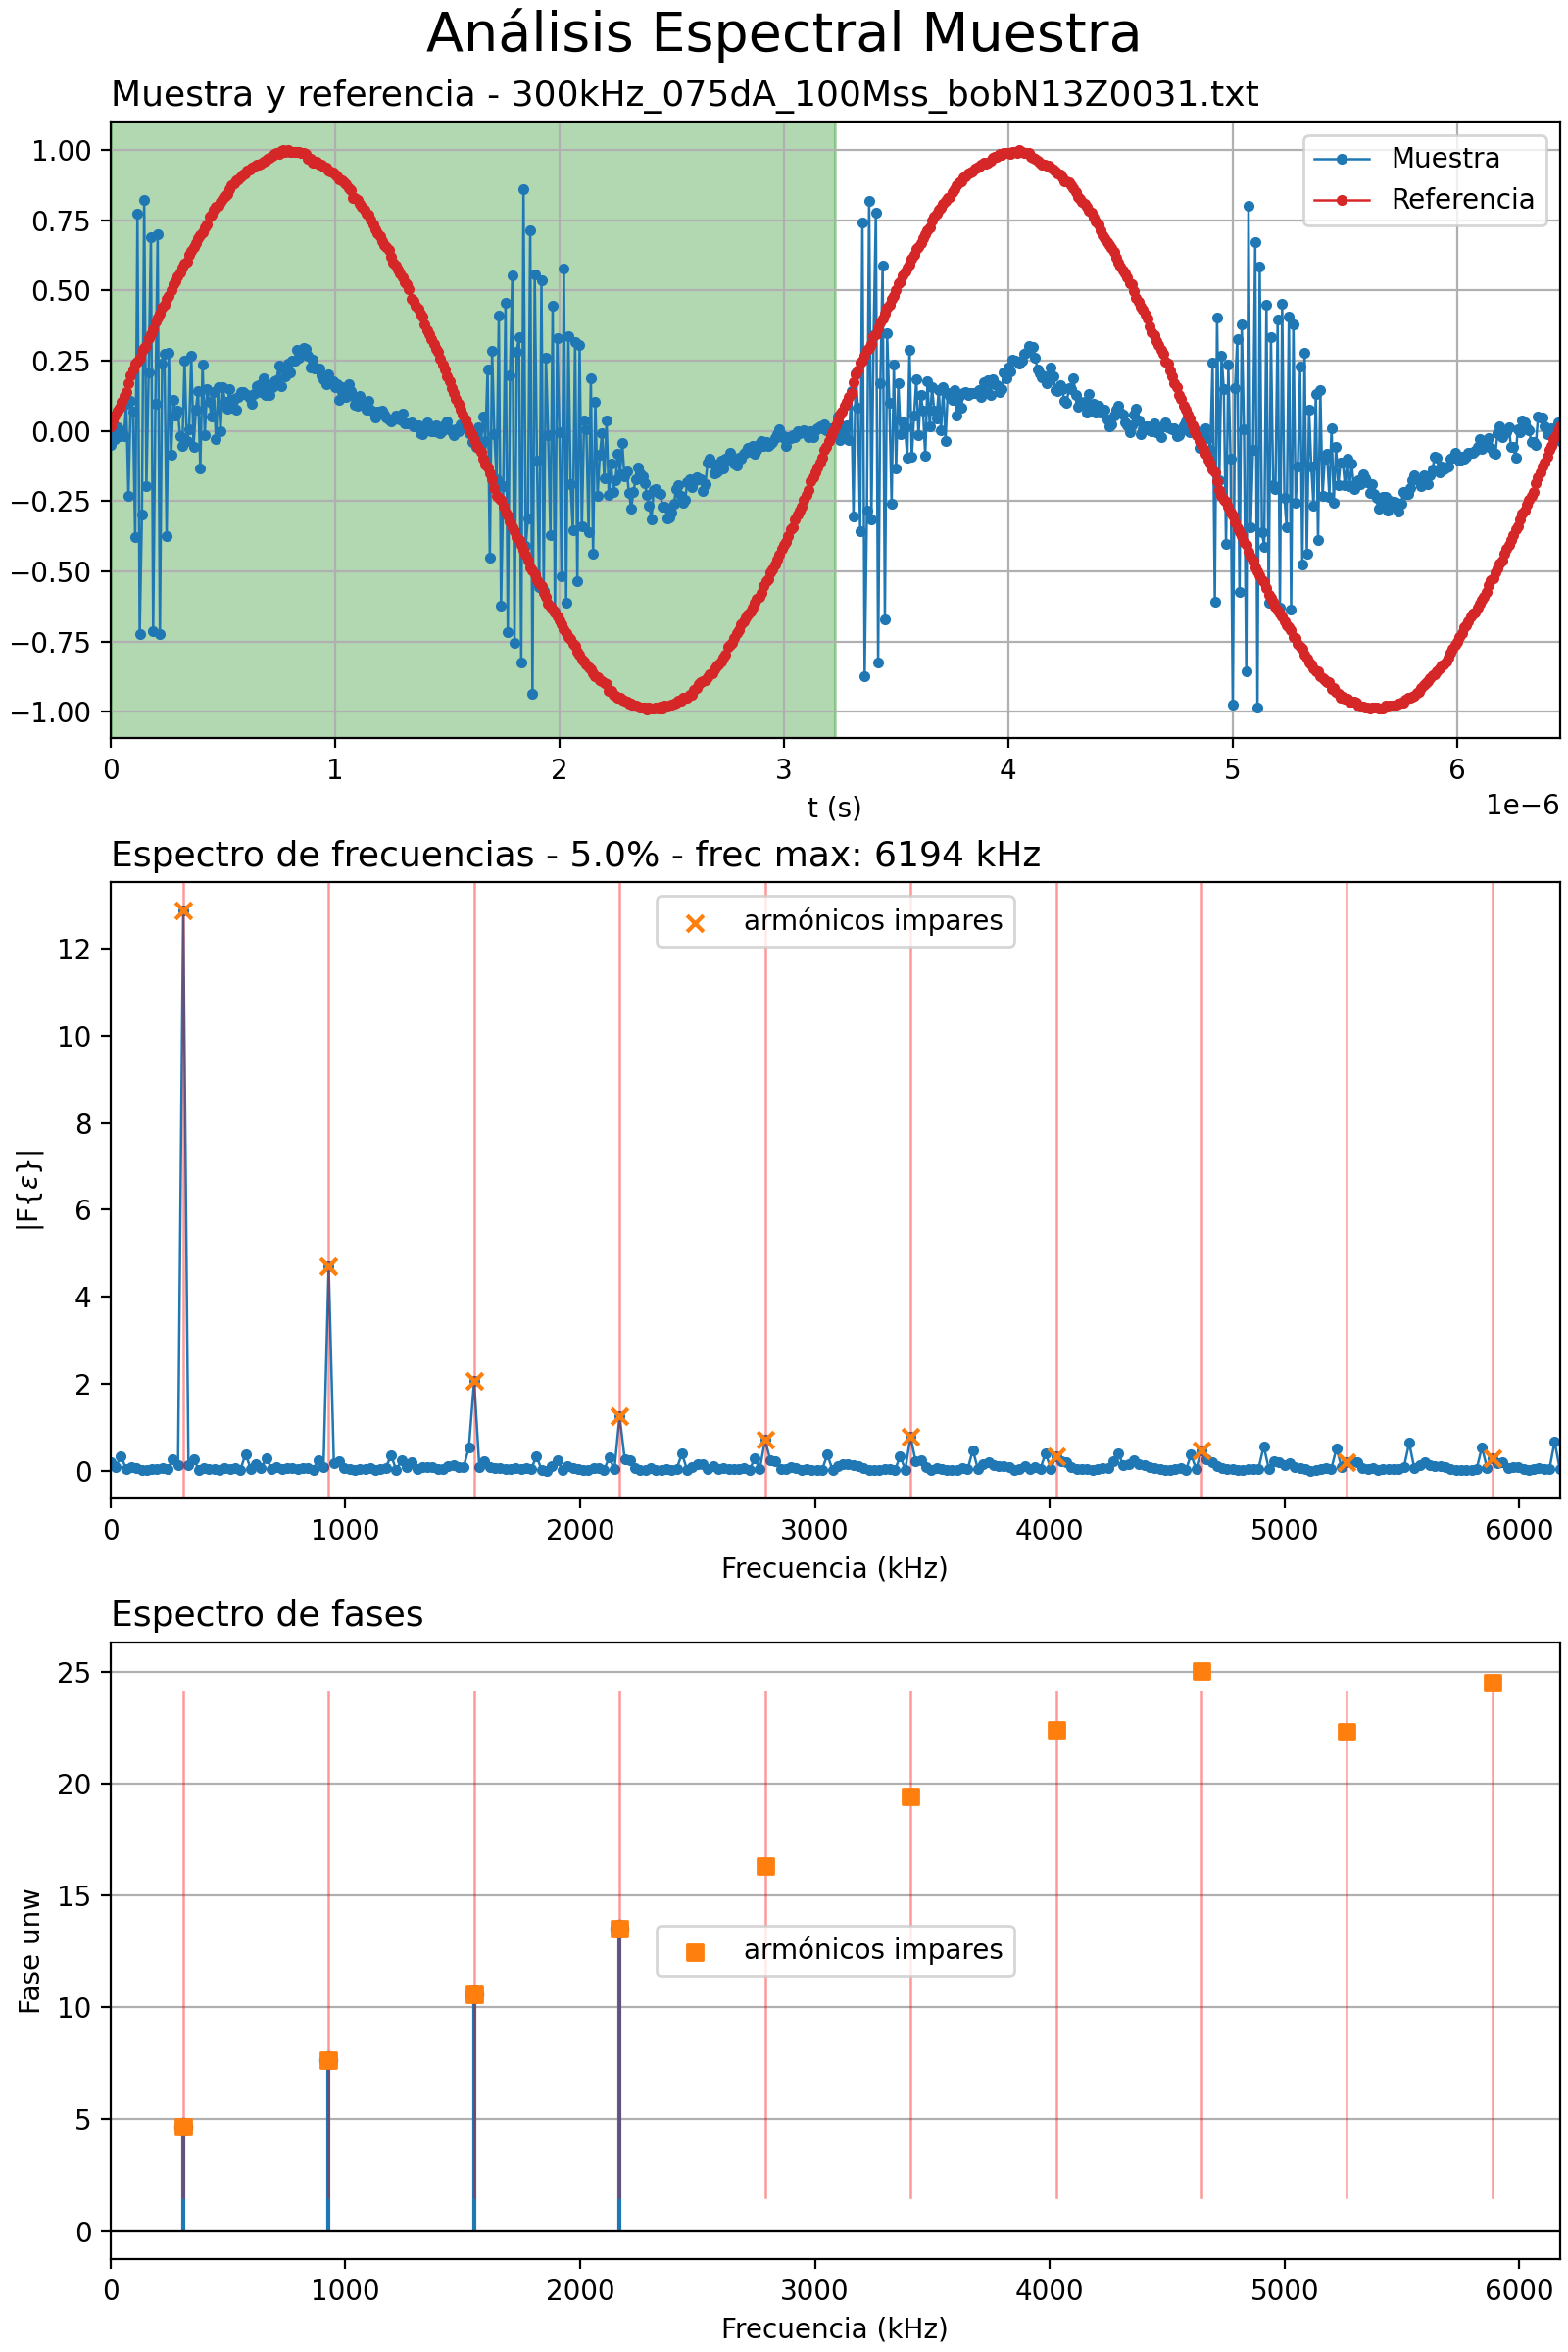 Análisis Espectral Muestra
Muestra y referencia - 300kHz_075dA_100Mss_bobN13Z0031.txt
1.00
0.75
0.50
0.25
0.00
−0.25
−0.50
−0.75
−1.00
Muestra
Referencia
0 1 2 3 4 5 6
t (s)
1e−6
Espectro de frecuencias - 5.0% - frec max: 6194 kHz
armónicos impares
12
10
8
6
4
2
0
|F{ε}|
0 1000 2000 3000 4000 5000 6000
Frecuencia (kHz)
Espectro de fases
25
20
15
10
5
0
Fase unw
armónicos impares
0 1000 2000 3000 4000 5000 6000
Frecuencia (kHz)